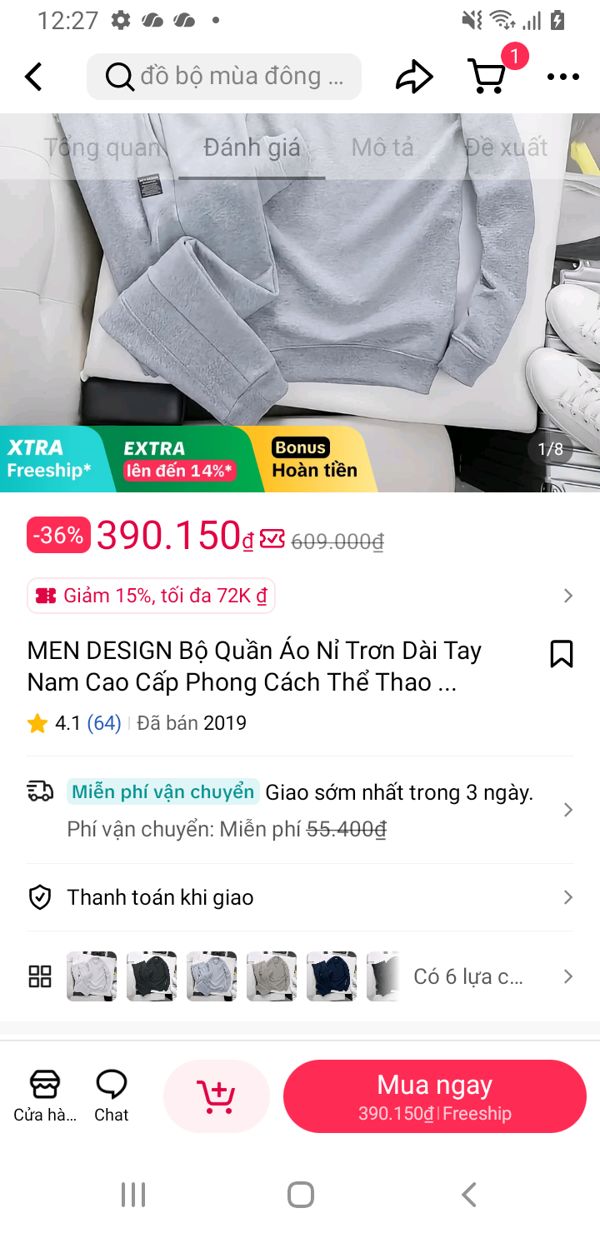 12:27
đồ bộ mùa đông ...
1
Tổng quan Đánh giá Mô tả Đề xuất
XTRA
Freeship*
EXTRA
lên đến 14%*
Bonus
Hoàn tiền
1/8
-36% 390.150₫ 609.000₫
Giảm 15%, tối đa 72K ₫
MEN DESIGN Bộ Quần Áo Nỉ Trơn Dài Tay
Nam Cao Cấp Phong Cách Thể Thao ...
4.1 (64) Đã bán 2019
Miễn phí vận chuyển Giao sớm nhất trong 3 ngày.
Phí vận chuyển: Miễn phí 55.400₫
Thanh toán khi giao
Có 6 lựa c...
Cửa hà...
Chat
Mua ngay
390.150₫ Freeship